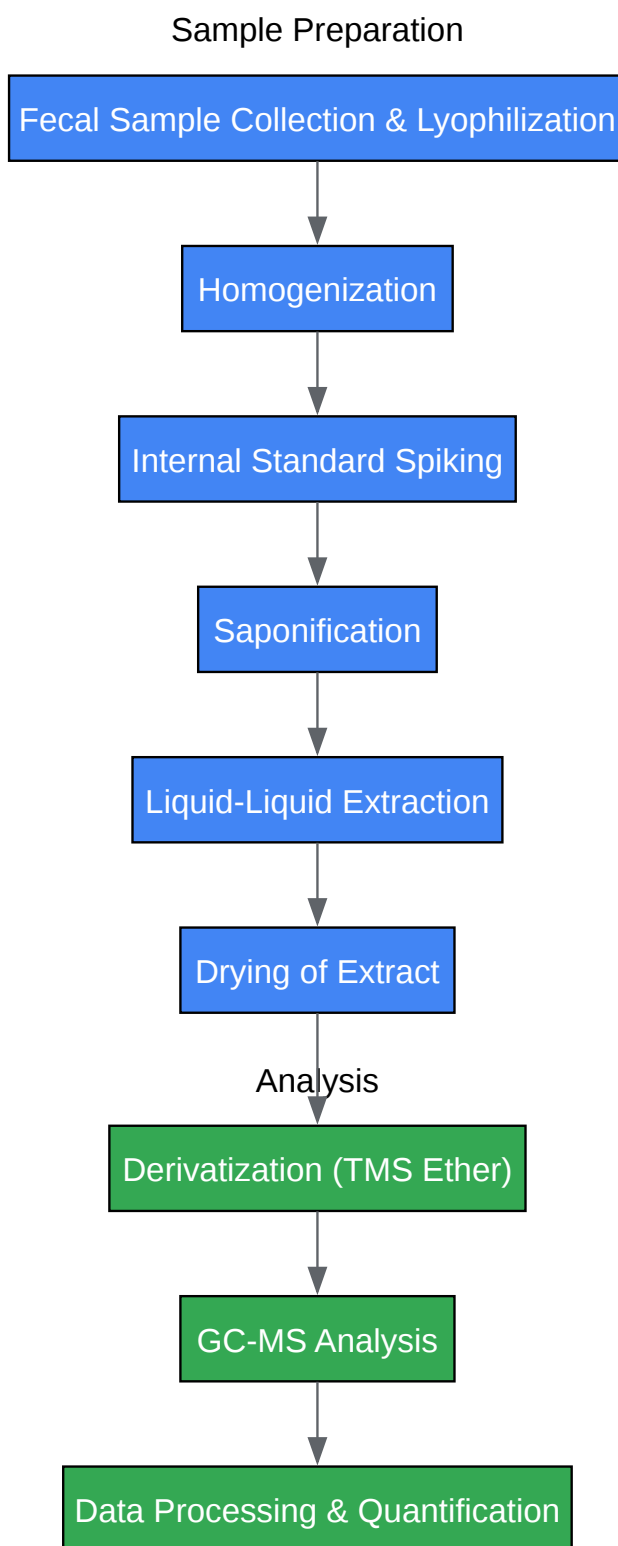 Sample Preparation
Fecal Sample Collection & Lyophilization
Homogenization
Internal Standard Spiking
Saponification
Liquid-Liquid Extraction
Drying of Extract
Analysis
Derivatization (TMS Ether)
GC-MS Analysis
Data Processing & Quantification